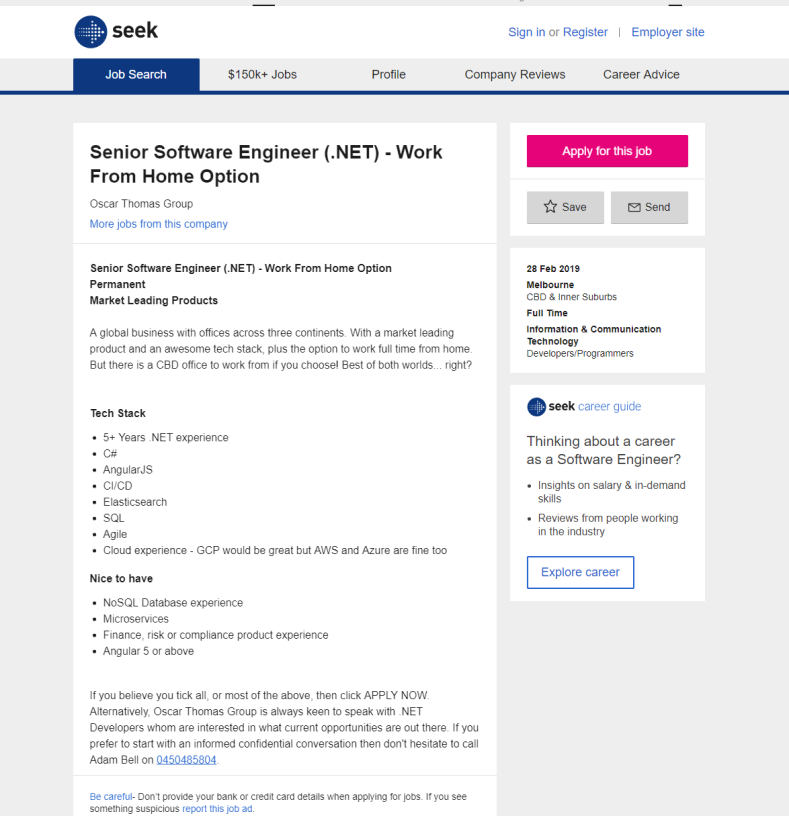 seek
Sign in or Register | Employer site
Job Search
$150k+ Jobs
Profile
Company Reviews
Career Advice
Senior Software Engineer (.NET) - Work
From Home Option
Oscar Thomas Group
More jobs from this company
Senior Software Engineer (.NET) - Work From Home Option
Permanent
Market Leading Products
A global business with offices across three continents. With a market leading
product and an awesome tech stack, plus the option to work full time from home.
But there is a CBD office to work from if you choose! Best of both worlds... right?
Tech Stack
• 5+ Years .NET experience
• C#
• AngularJS
• CI/CD
• Elasticsearch
• SQL
• Agile
• Cloud experience - GCP would be great but AWS and Azure are fine too
Nice to have
• NoSQL Database experience
• Microservices
• Finance, risk or compliance product experience
• Angular 5 or above
If you believe you tick all, or most of the above, then click APPLY NOW.
Alternatively, Oscar Thomas Group is always keen to speak with .NET
Developers whom are interested in what current opportunities are out there. If you
prefer to start with an informed confidential conversation then don't hesitate to call
Adam Bell on 0450485804.
Be careful- Don't provide your bank or credit card details when applying for jobs. If you see
something suspicious report this job ad.
Apply for this job
Save
Send
28 Feb 2019
Melbourne
CBD & Inner Suburbs
Full Time
Information & Communication
Technology
Developers/Programmers
seek career guide
Thinking about a career
as a Software Engineer?
• Insights on salary & in-demand
skills
• Reviews from people working
in the industry
Explore career